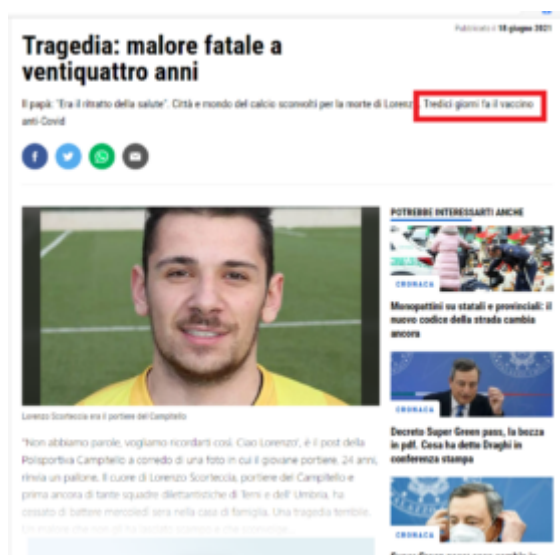 Pubblicato il 18 giugno 2021
Tragedia: malore fatale a
ventiquattro anni
Il papà: "Era il ritratto della salute". Città e mondo del calcio sconvolti per la morte di Lorenzo. Tredici giorni fa il vaccino
anti-Covid
POTREBBE INTERESSARTI ANCHE
CRONACA
Monopattini su statali e provinciali: il
nuovo codice della strada cambia
ancora
CRONACA
Decreto Super Green pass, la bozza
in pdf. Cosa ha detto Draghi in
conferenza stampa
CRONACA
Lorenzo Scorteccia era il portiere del Campitello
"Non abbiamo parole, vogliamo ricordarti così. Ciao Lorenzo", è il post della
Polisportiva Campitello a corredo di una foto in cui il giovane portiere, 24 anni,
rinvia un pallone. Il cuore di Lorenzo Scorteccia, portiere del Campitello e
prima ancora di tante squadre dilettantistiche di Terni e dell' Umbria, ha
cessato di battere mercoledì sera nella casa di famiglia. Una tragedia terribile.